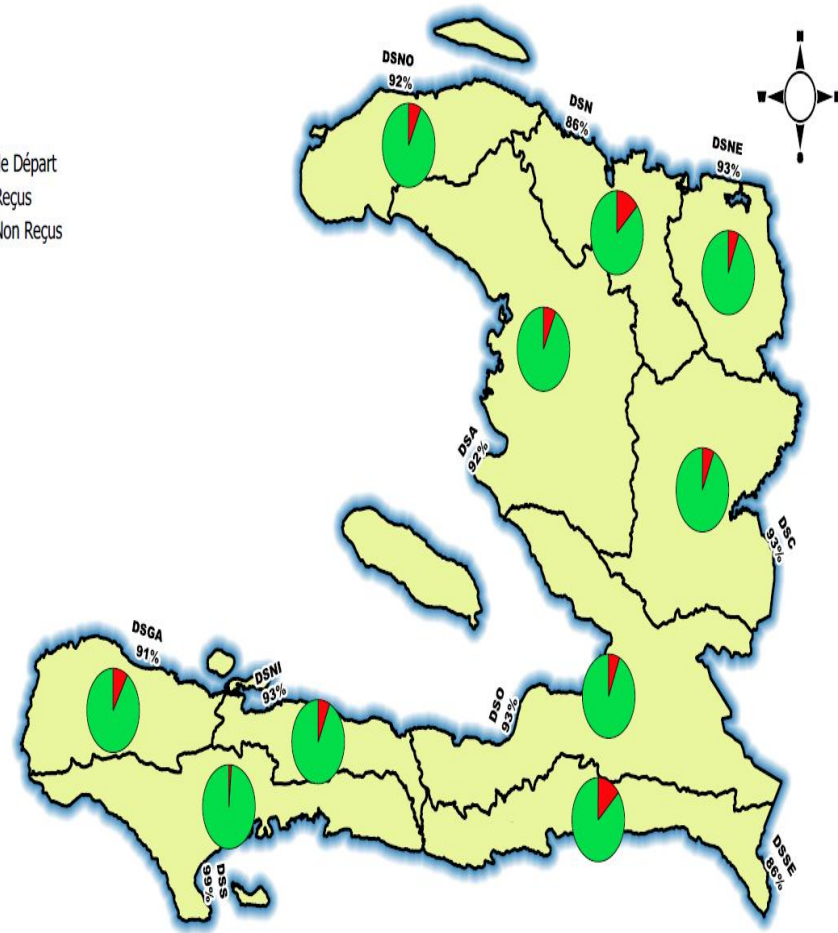 DSNO
92%
DSN
86%
DSNE
93%
e Départ
Reçus
Non Reçus
DSA
92%
DSC
93%
DSGA
91%
DSNI
93%
DSO
93%
DSS
99%
DSSE
86%